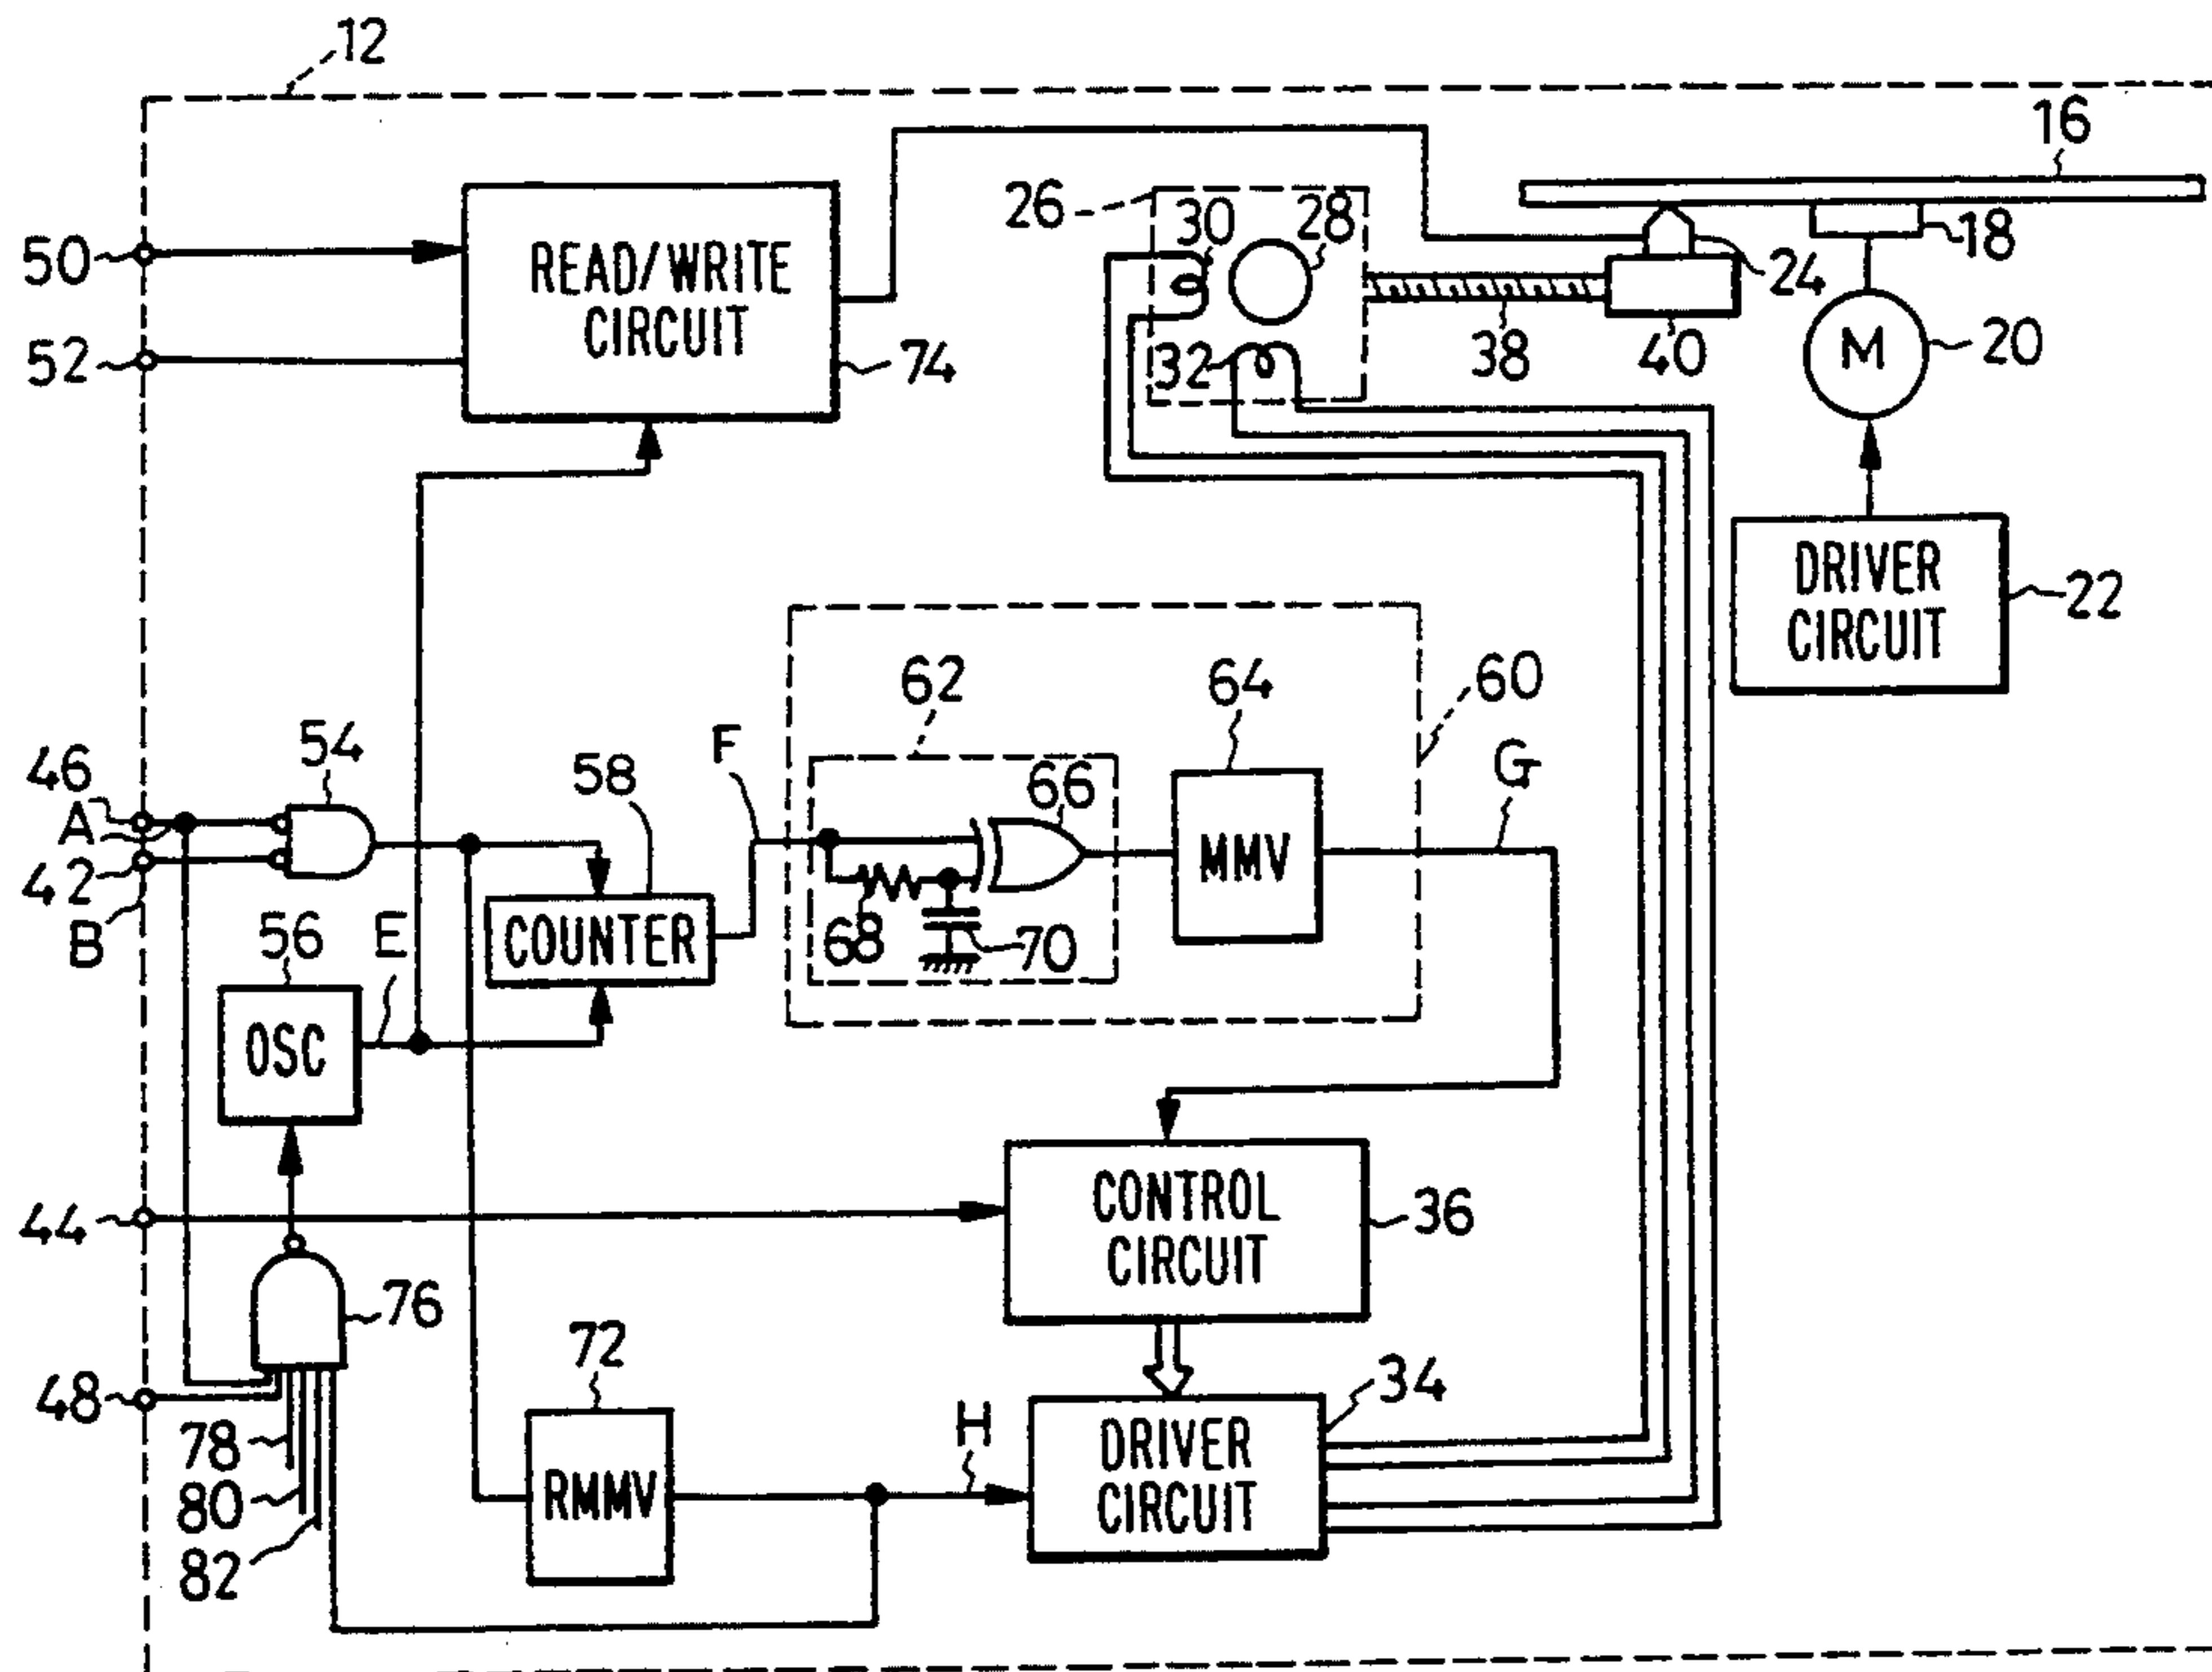 12
16
26
30
28
18
50
READ/WRITE
CIRCUIT
24
52
74
32
38
40
M
20
DRIVER
CIRCUIT
22
62
64
60
54
F
G
46
58
66
A
MMV
42
68
70
B
56
E
COUNTER
OSC
44
CONTROL
CIRCUIT
36
76
72
34
48
H
78
RMMV
DRIVER
CIRCUIT
80
82